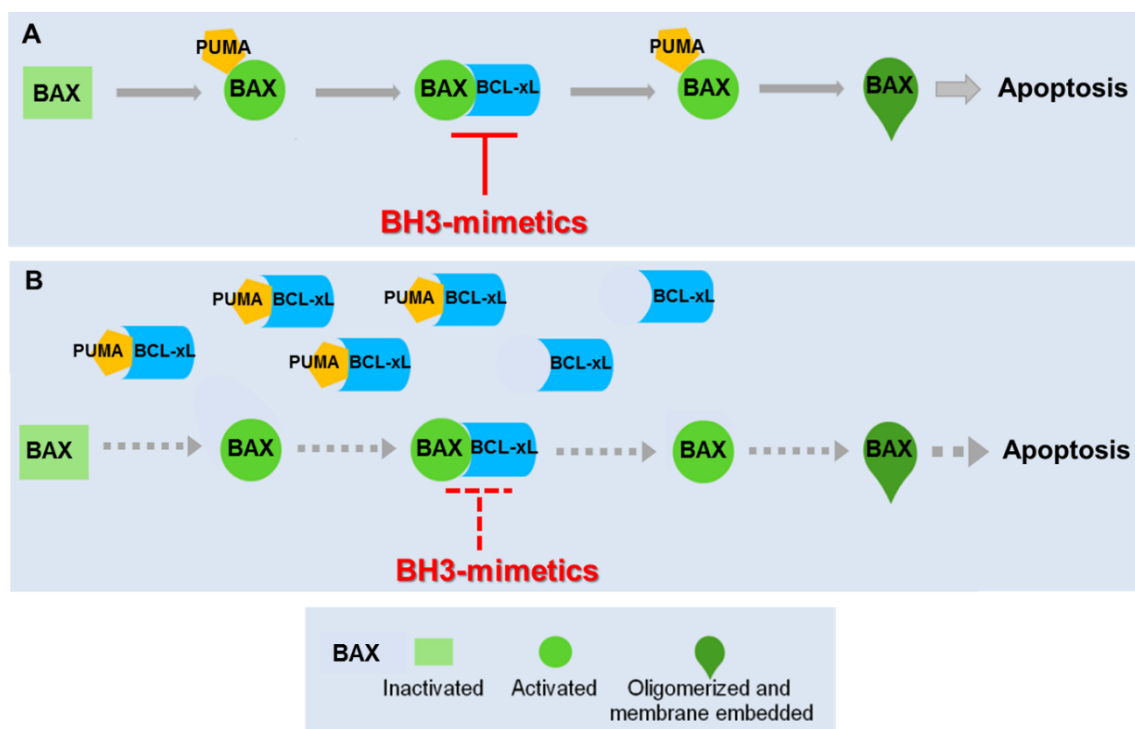 A
PUMA
PUMA
BAX
BAX
BAX
BCL-xL
BAX
BAX
Apoptosis
BH3-mimetics
B
PUMA
BCL-xL
PUMA
BCL-xL
BCL-xL
PUMA
BCL-xL
PUMA
BCL-xL
BCL-xL
BAX
BAX
BAX
BCL-xL
BAX
BAX
Apoptosis
BH3-mimetics
BAX
Inactivated
Activated
Oligomerized and
membrane embedded